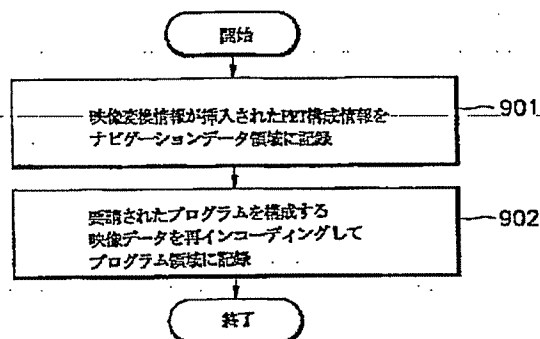 開始
映像変換情報が挿入されたPET構成情報を
ナビゲーションデータ領域に記録
901
要請されたプログラムを構成する
映像データを再インコーディングして
プログラム領域に記録
902
終了